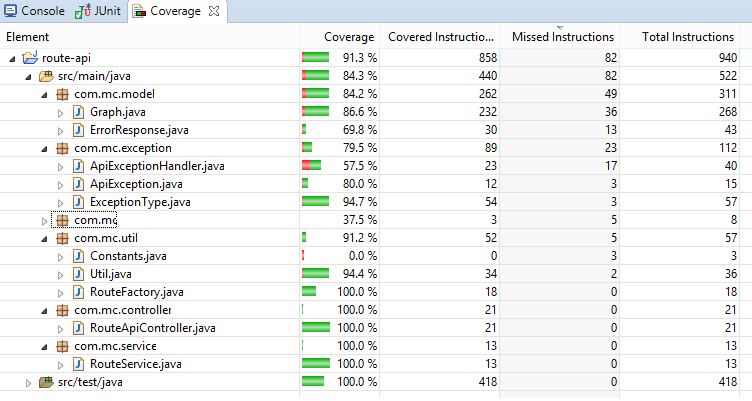 Console JUnit Coverage
Element Coverage Covered Instructio... Missed Instructions Total Instructions
route-api 91.3 % 858 82 940
src/main/java 84.3 % 440 82 522
com.mc.model 84.2 % 262 49 311
Graph.java 86.6 % 232 36 268
ErrorResponse.java 69.8 % 30 13 43
com.mc.exception 79.5 % 89 23 112
ApiExceptionHandler.java 57.5 % 23 17 40
ApiException.java 80.0 % 12 3 15
ExceptionType.java 94.7 % 54 3 57
com.mc 37.5 % 3 5 8
com.mc.util 91.2 % 52 5 57
Constants.java 0.0 % 0 3 3
Util.java 94.4 % 34 2 36
RouteFactory.java 100.0 % 18 0 18
com.mc.controller 100.0 % 21 0 21
RouteApiController.java 100.0 % 21 0 21
com.mc.service 100.0 % 13 0 13
RouteService.java 100.0 % 13 0 13
src/test/java 100.0 % 418 0 418